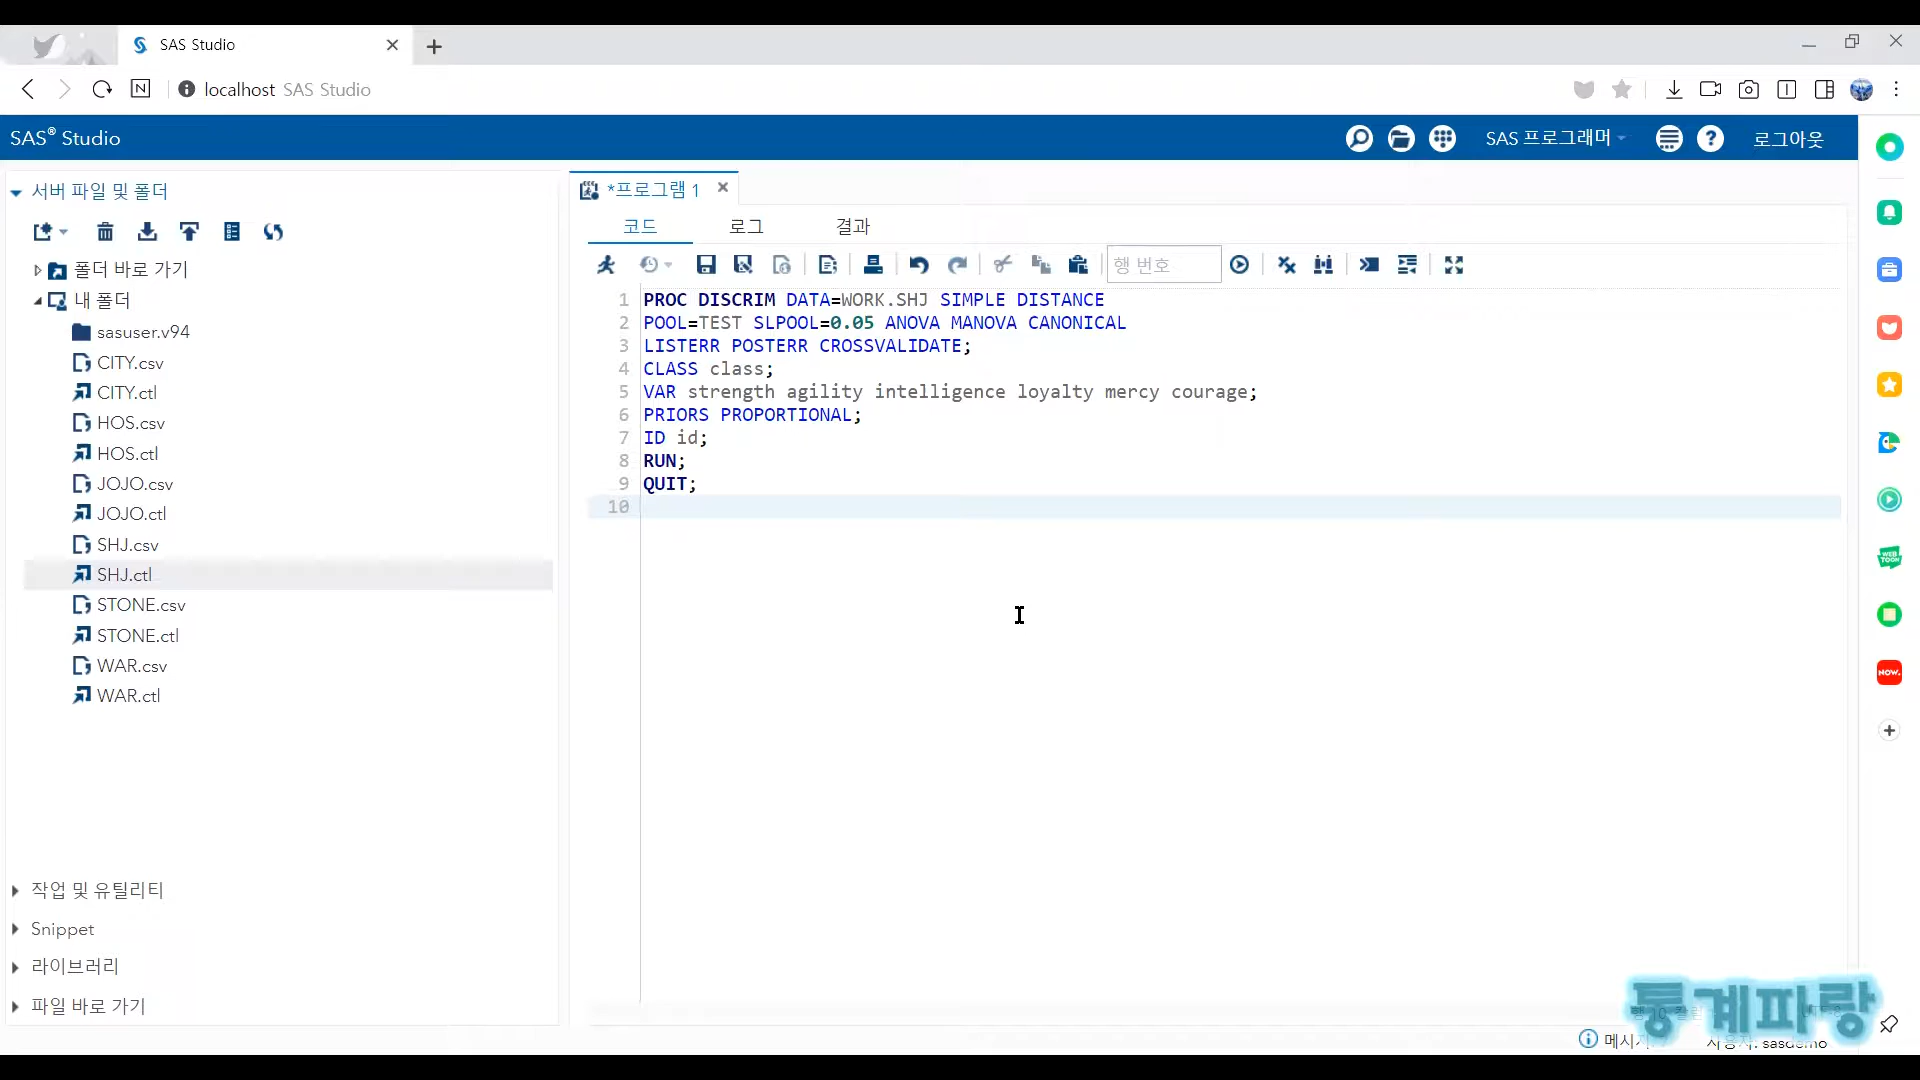 SAS Studio
localhost SAS Studio
SAS® Studio
SAS 프로그래머
로그아웃
서버 파일 및 폴더
폴더 바로 가기
내 폴더
sasuser.v94
CITY.csv
CITY.ctl
HOS.csv
HOS.ctl
JOJO.csv
JOJO.ctl
SHJ.csv
SHJ.ctl
STONE.csv
STONE.ctl
WAR.csv
WAR.ctl
작업 및 유틸리티
Snippet
라이브러리
파일 바로 가기
*프로그램 1
코드 로그 결과
행 번호
1 PROC DISCRIM DATA=WORK.SHJ SIMPLE DISTANCE
2 POOL=TEST SLPOOL=0.05 ANOVA MANOVA CANONICAL
3 LISTERR POSTERR CROSSVALIDATE;
4 CLASS class;
5 VAR strength agility intelligence loyalty mercy courage;
6 PRIORS PROPORTIONAL;
7 ID id;
8 RUN;
9 QUIT;
10
WEB TOON
NOW.
통계파랑
사용자: sasdemo